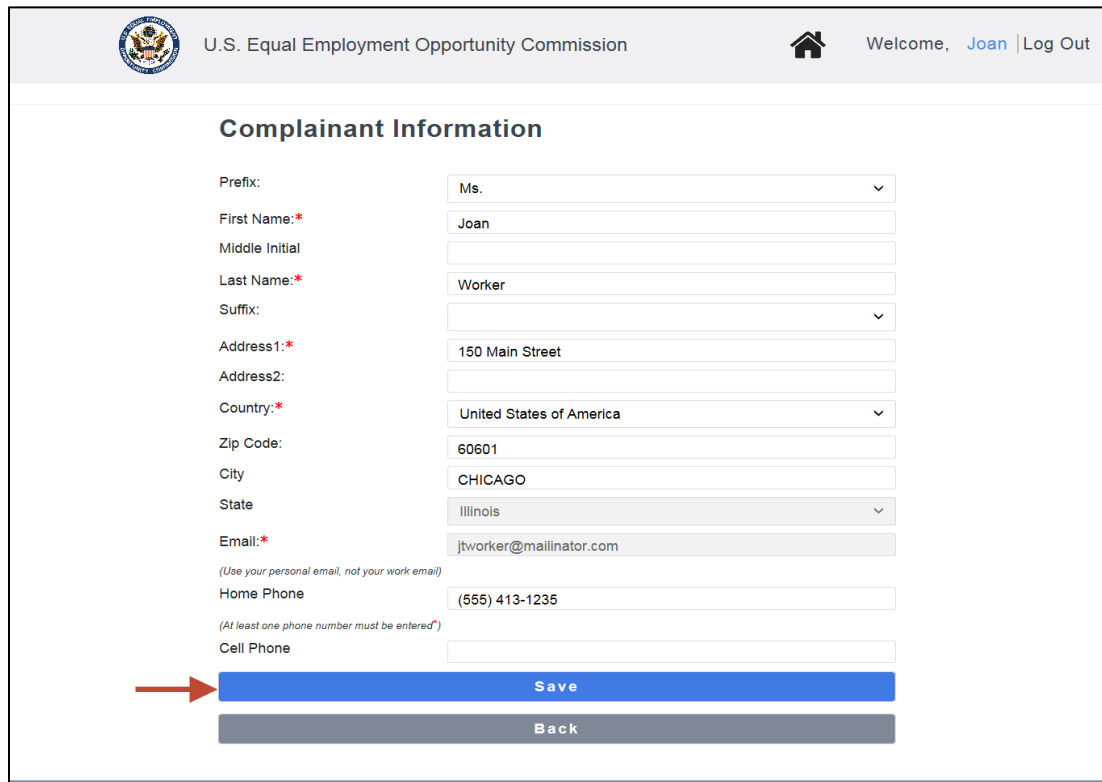 U.S. Equal Employment Opportunity Commission Welcome, Joan | Log Out
Complainant Information
Prefix: Ms.
First Name:* Joan
Middle Initial
Last Name:* Worker
Suffix:
Address1:* 150 Main Street
Address2:
Country:* United States of America
Zip Code: 60601
City CHICAGO
State Illinois
Email:* jtworker@mailinator.com
(Use your personal email, not your work email)
Home Phone (555) 413-1235
(At least one phone number must be entered*)
Cell Phone
Save
Back